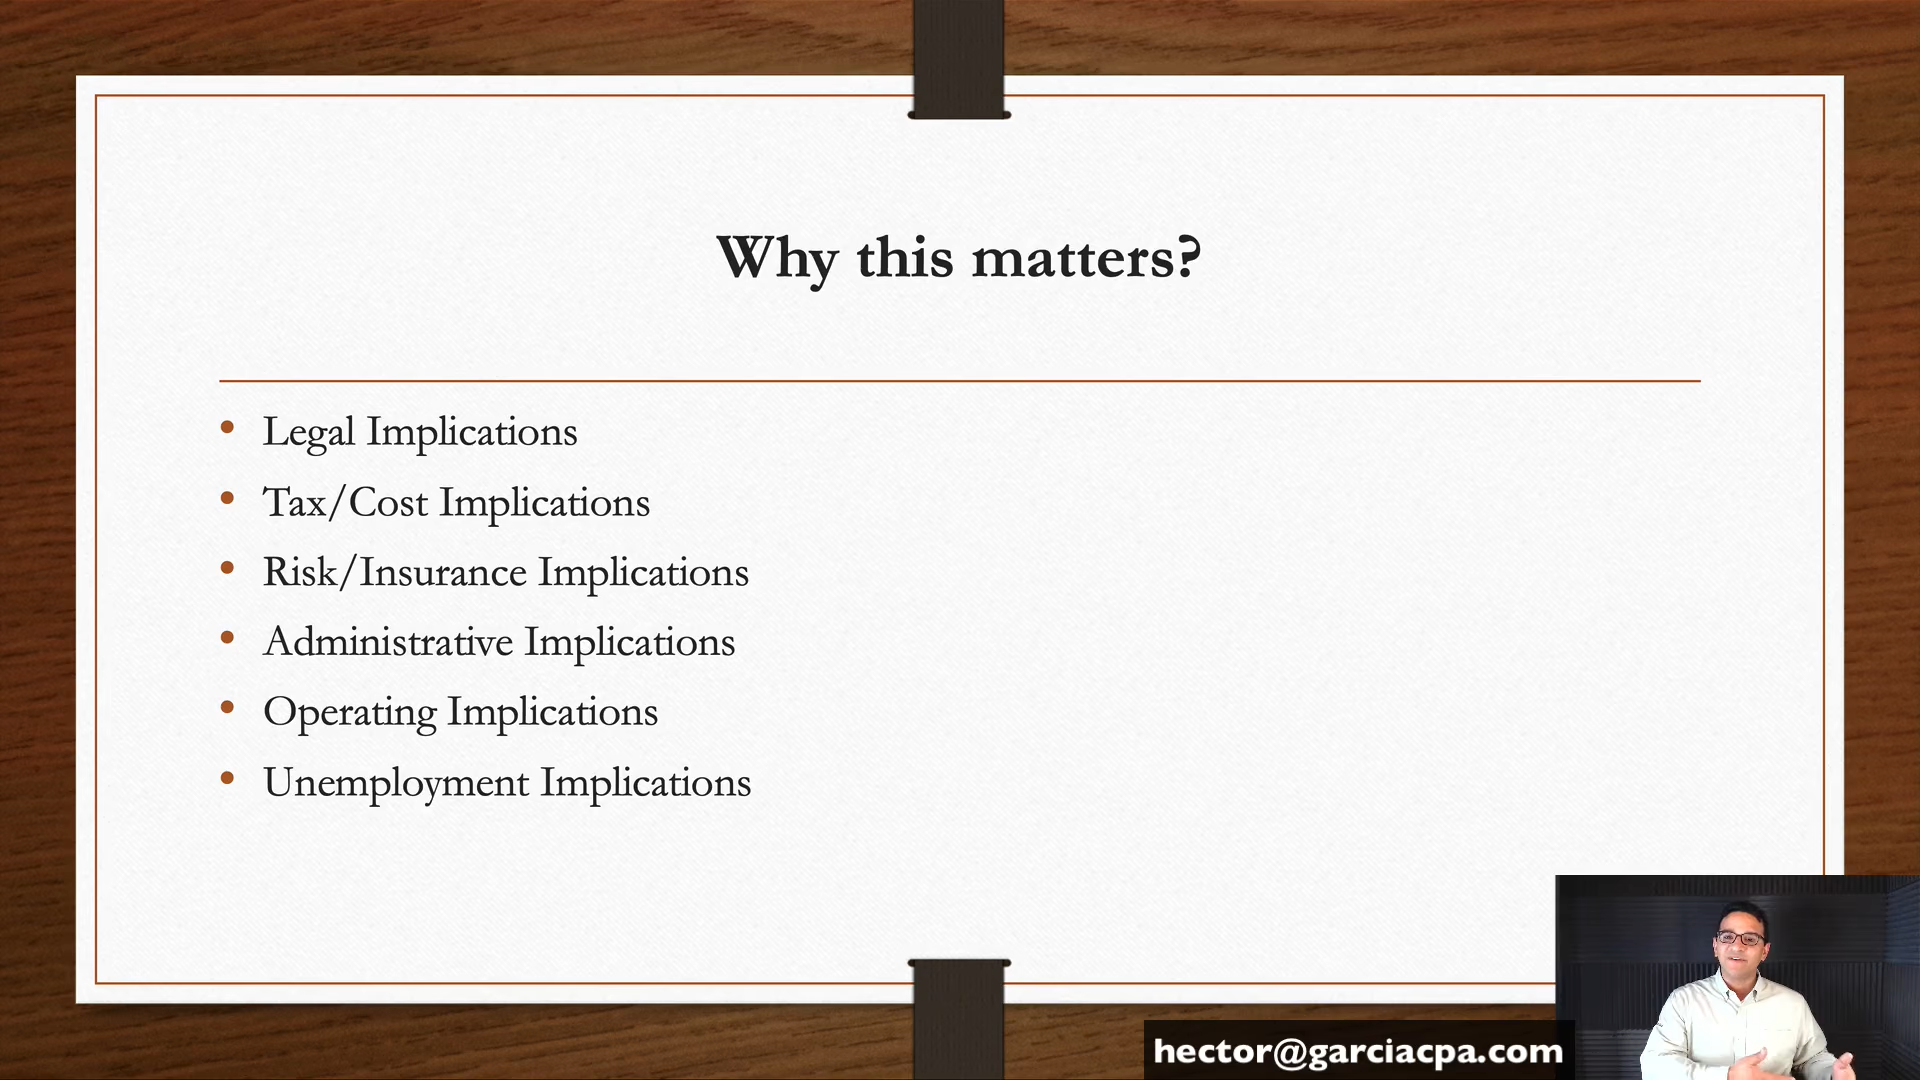 Why this matters?
• Legal Implications
• Tax/Cost Implications
• Risk/Insurance Implications
• Administrative Implications
• Operating Implications
• Unemployment Implications
hector@garciacpa.com